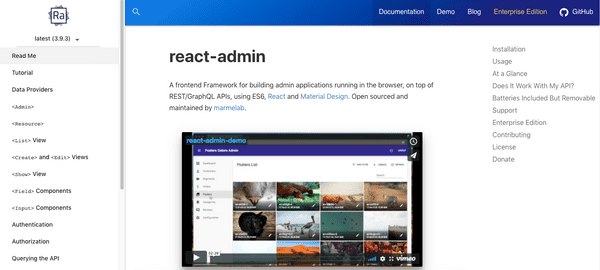 Ra
latest (3.9.3)
Read Me
Tutorial
Data Providers
<Admin>
<Resource>
<List> View
<Create> and <Edit> Views
<Show> View
<Field> Components
<Input> Components
Authentication
Authorization
Querying the API
Documentation
Demo
Blog
Enterprise Edition
GitHub
react-admin
A frontend Framework for building admin applications running in the browser, on top of
REST/GraphQL APIs, using ES6, React and Material Design. Open sourced and
maintained by marmelab.
react-admin-demo
Posters Galore Admin
Posters List
vimeo
Installation
Usage
At a Glance
Does It Work With My API?
Batteries Included But Removable
Support
Enterprise Edition
Contributing
License
Donate